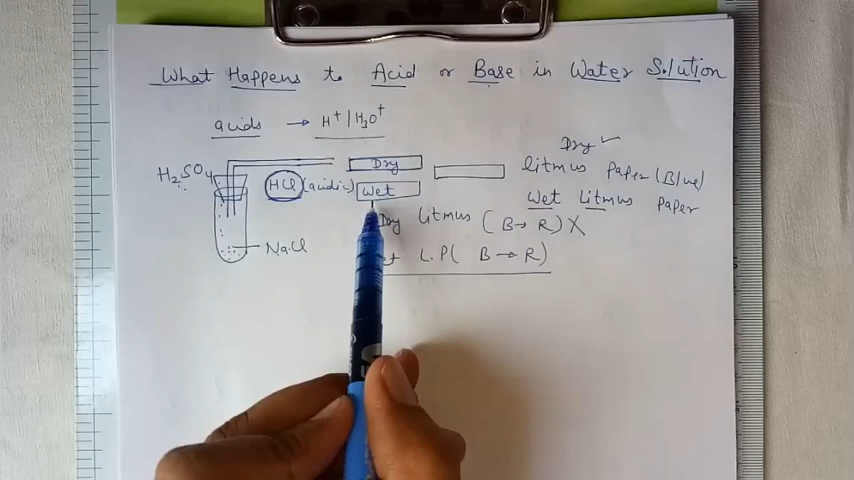 What Happens to Acid or Base in Water Solution
acids → H⁺ / H₃O⁺
Dry ✓
litmus Paper (Blue)
Wet Litmus Paper
H₂SO₄
HCl (acidic)
Dry
Wet
NaCl
Dry litmus (B → R) X
L.P ( B → R)